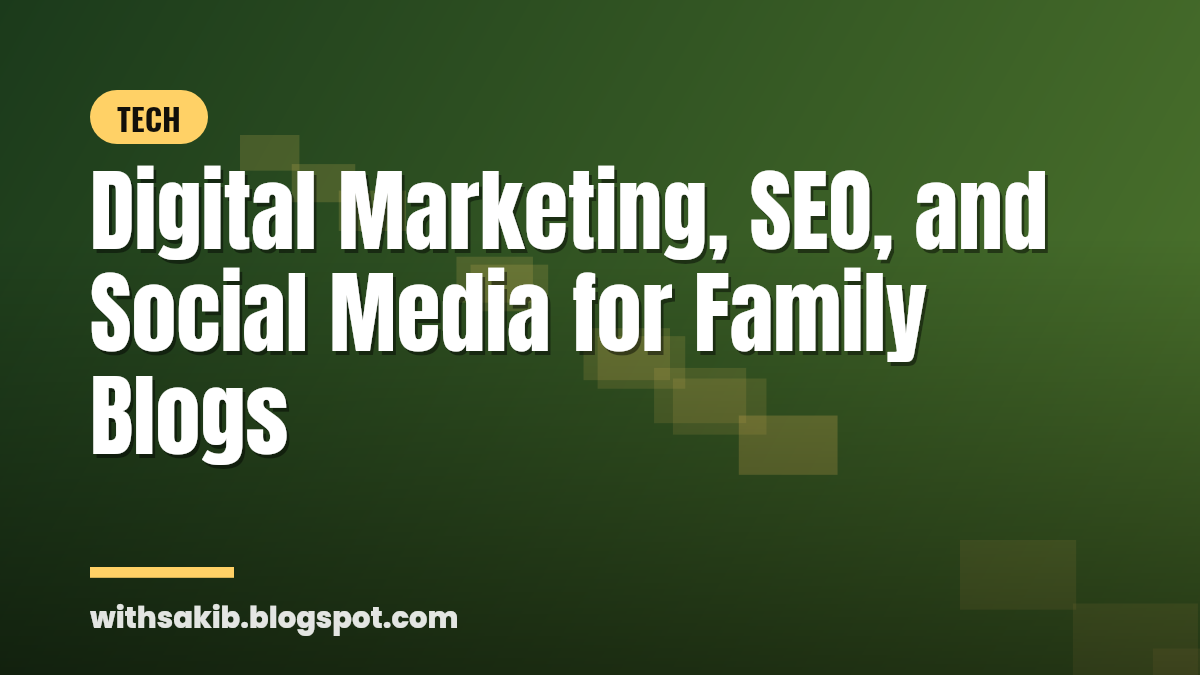 TECH
Digital Marketing, SEO, and
Social Media for Family
Blogs
withsakib.blogspot.com